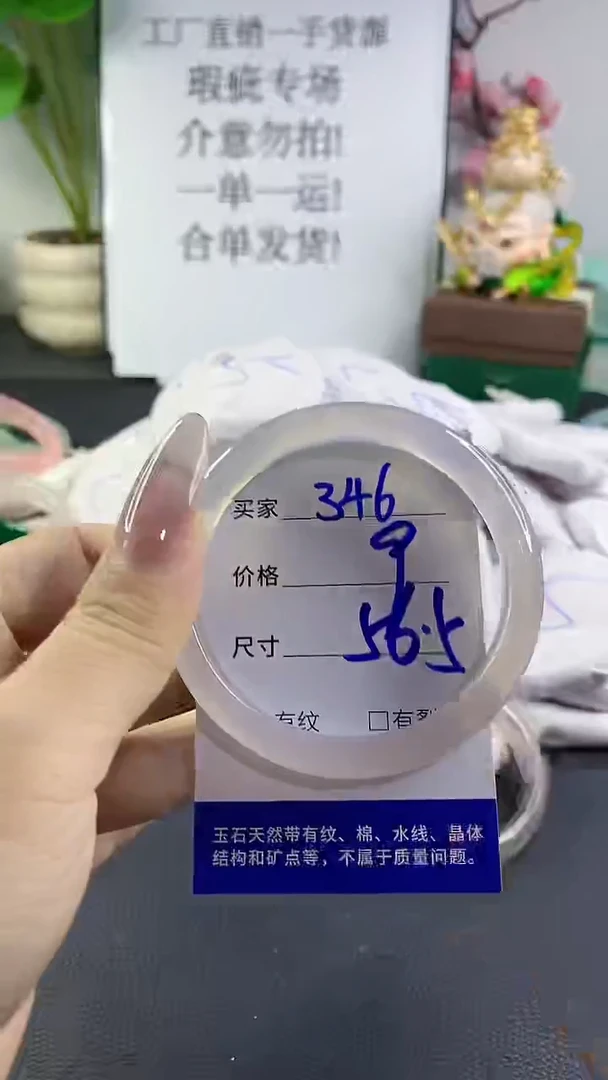 工厂直销一手货源
瑕疵专场
介意勿拍!
一单一运!
合单发货!
买家 346
价格
尺寸 56.5
有纹 □有裂
玉石天然带有纹、棉、水线、晶体
结构和矿点等，不属于质量问题。